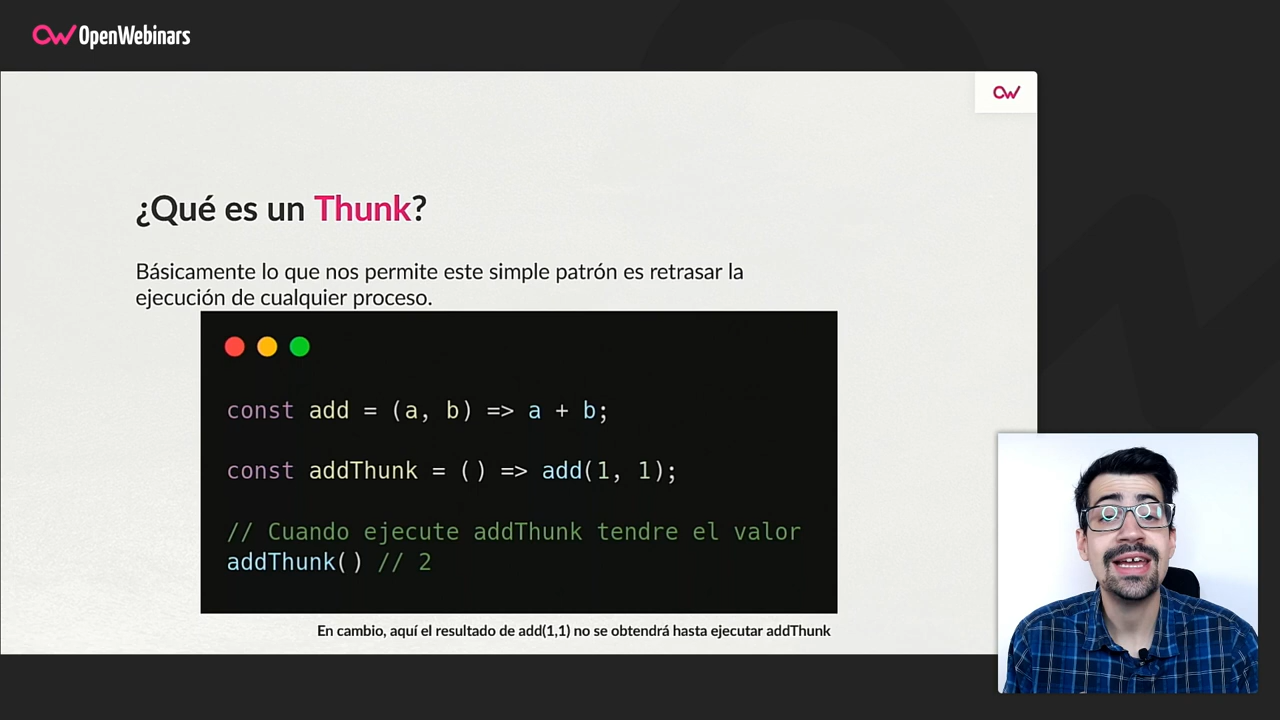 OpenWebinars
¿Qué es un Thunk?
Básicamente lo que nos permite este simple patrón es retrasar la
ejecución de cualquier proceso.
const add = (a, b) => a + b;
const addThunk = () => add(1, 1);
// Cuando ejecute addThunk tendre el valor
addThunk() // 2
En cambio, aquí el resultado de add(1,1) no se obtendrá hasta ejecutar addThunk